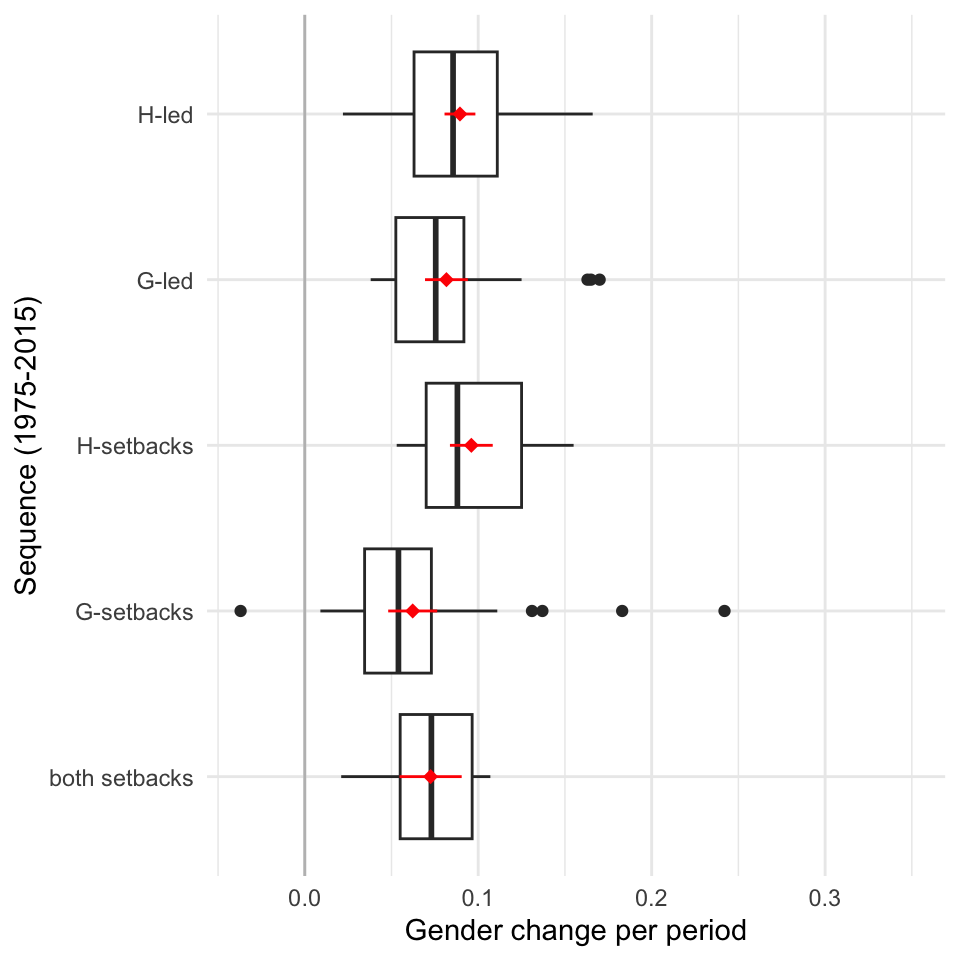 H-led
G-led
H-setbacks
G-setbacks
both setbacks
Sequence (1975-2015)
0.0 0.1 0.2 0.3
Gender change per period